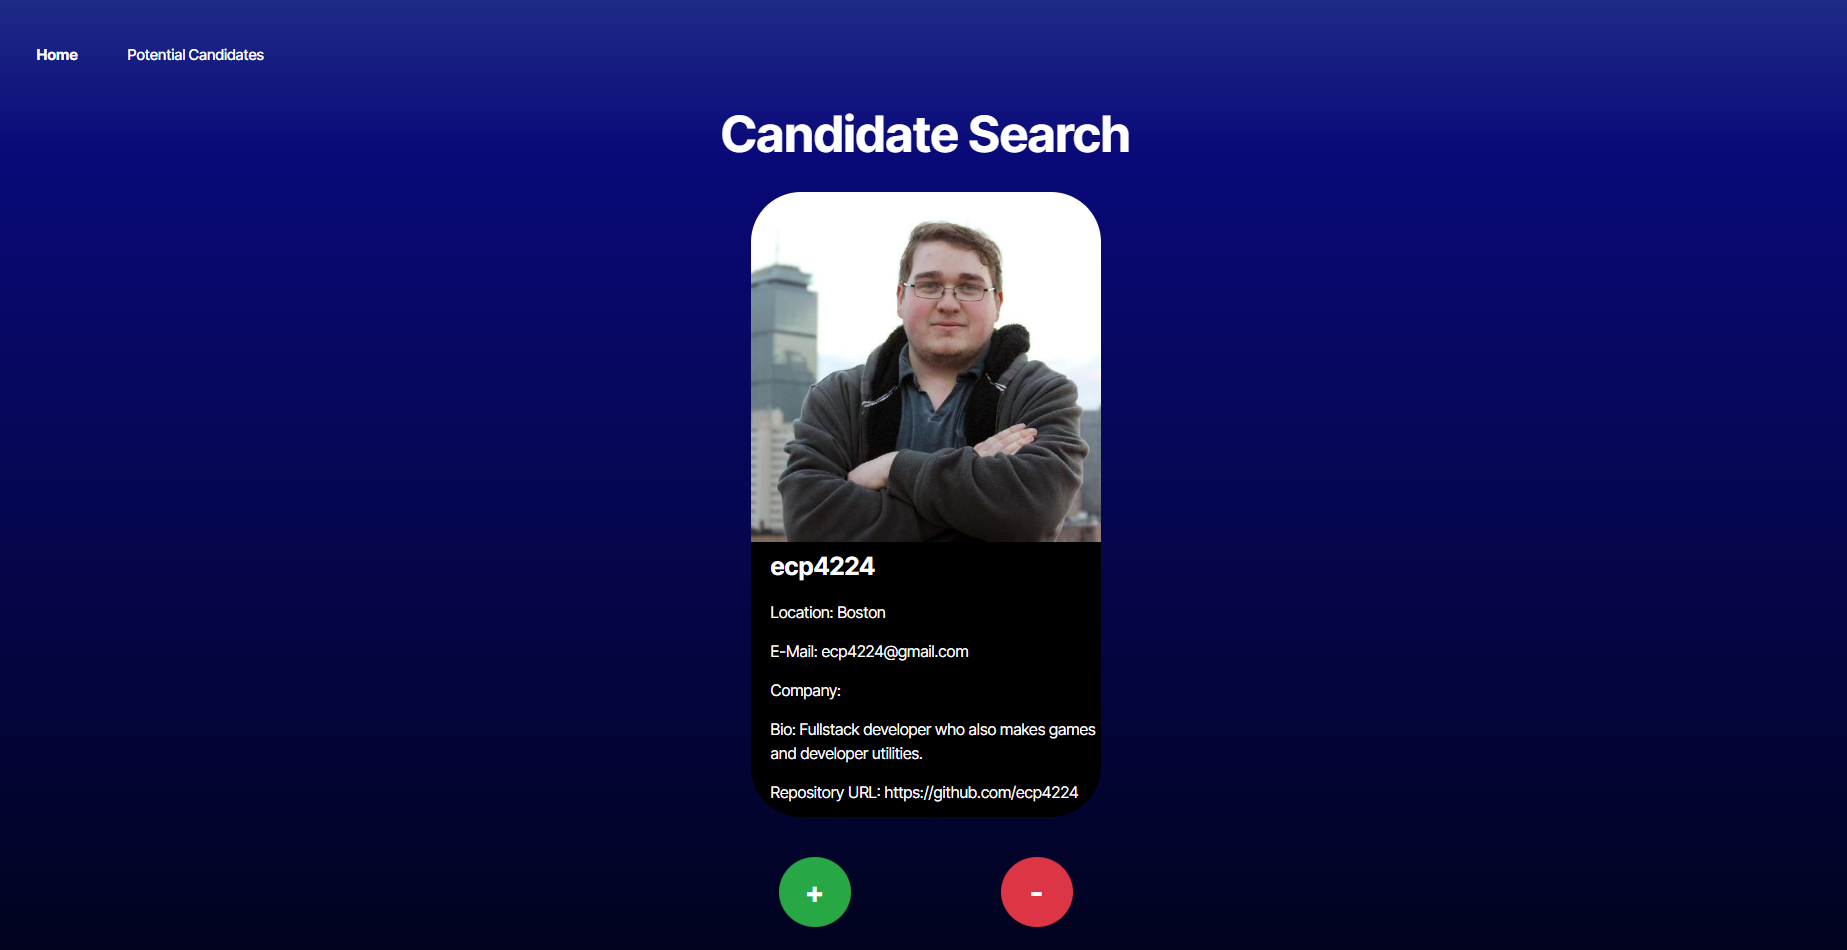 Home Potential Candidates
Candidate Search
ecp4224
Location: Boston
E-Mail: ecp4224@gmail.com
Company:
Bio: Fullstack developer who also makes games
and developer utilities.
Repository URL: https://github.com/ecp4224
+ -